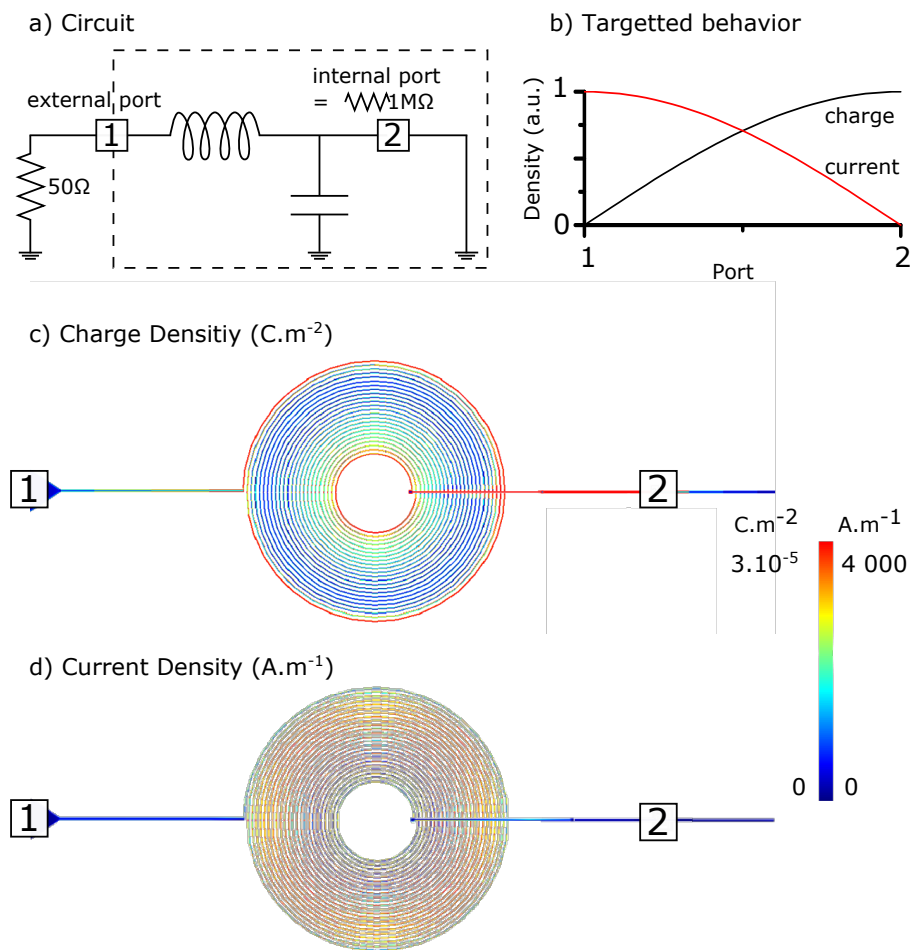 a) Circuit
b) Targetted behavior
internal port
= 1MΩ
external port
1
2
50Ω
Density (a.u.)
1
0
charge
current
1
2
Port
c) Charge Densitiy (C.m⁻²)
1
2
C.m⁻² A.m⁻¹
3.10⁻⁵ 4 000
d) Current Density (A.m⁻¹)
0 0
1
2